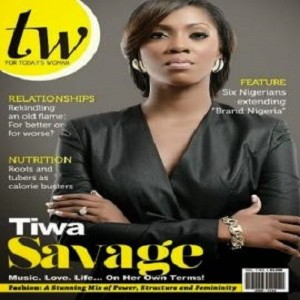 tw
FOR TODAY'S WOMAN
RELATIONSHIPS
Rekindling
an old flame:
For better or
for worse?
FEATURE
Six Nigerians
extending
"Brand Nigeria"
NUTRITION
Roots and
tubers as
calorie busters
Tiwa
Savage
Music. Love. Life... On Her Own Terms!
Fashion: A Stunning Mix of Power, Structure and Femininity